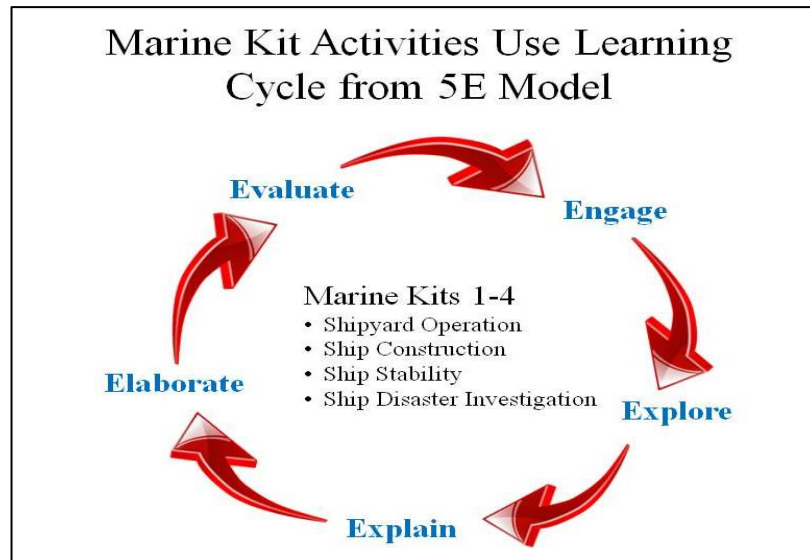 Marine Kit Activities Use Learning
Cycle from 5E Model
Evaluate
Engage
Marine Kits 1-4
• Shipyard Operation
• Ship Construction
• Ship Stability
• Ship Disaster Investigation
Elaborate
Explore
Explain